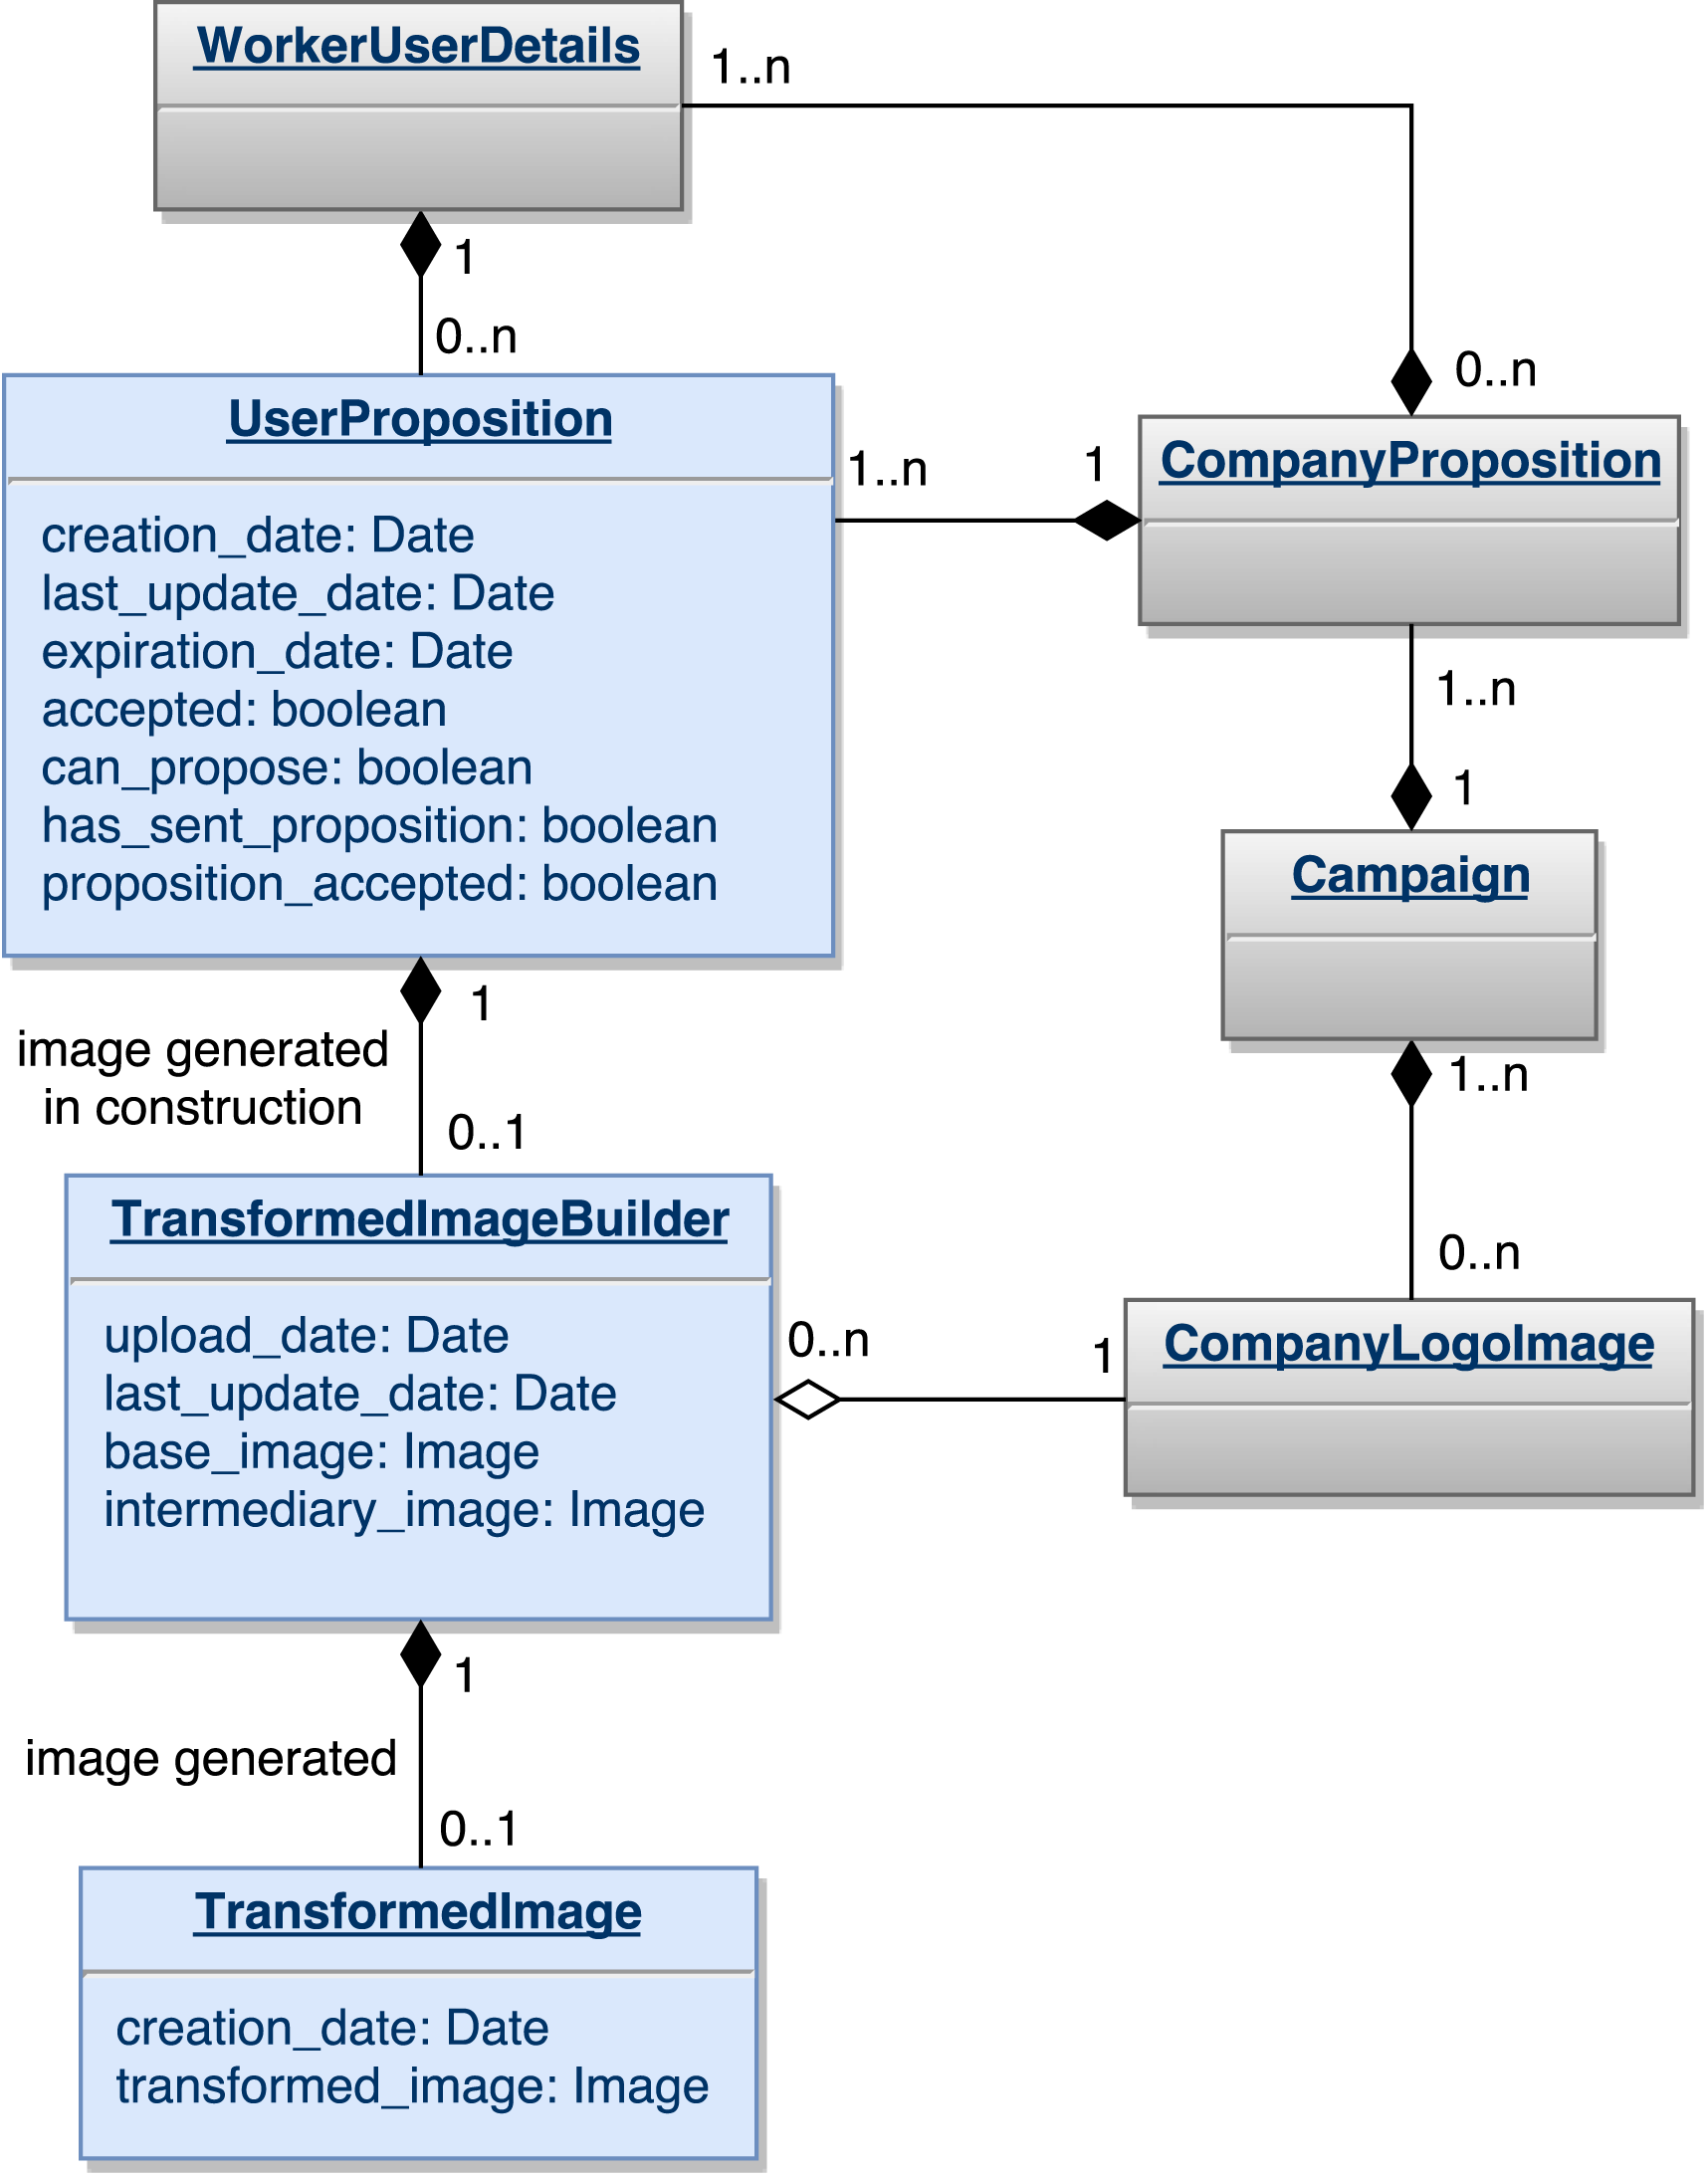 WorkerUserDetails
1..n
1
0..n
0..n
UserProposition
creation_date: Date
last_update_date: Date
expiration_date: Date
accepted: boolean
can_propose: boolean
has_sent_proposition: boolean
proposition_accepted: boolean
1..n
1
CompanyProposition
1..n
1
Campaign
1
image generated
in construction
0..1
1..n
0..n
TransformedImageBuilder
upload_date: Date
last_update_date: Date
base_image: Image
intermediary_image: Image
0..n
1
CompanyLogoImage
1
image generated
0..1
TransformedImage
creation_date: Date
transformed_image: Image